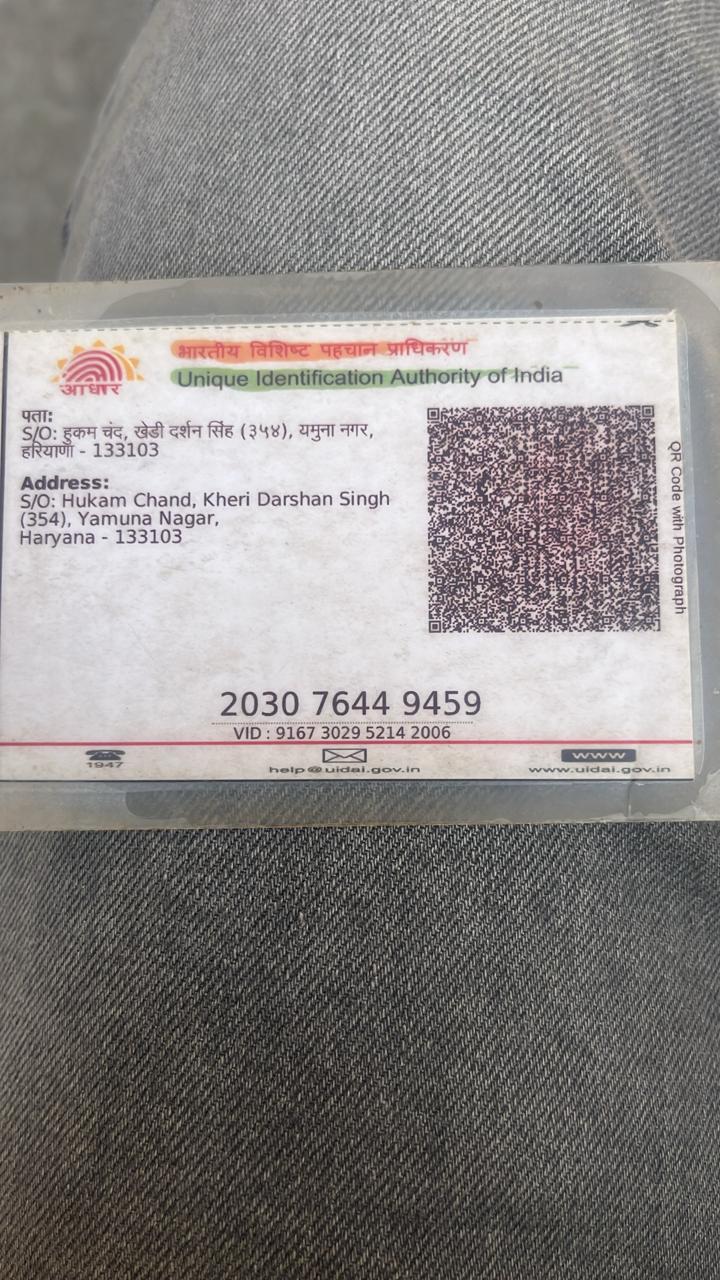 भारतीय विशिष्ट पहचान प्राधिकरण
Unique Identification Authority of India
आधार
पता:
S/O: हुकम चंद, खेडी दर्शन सिंह (३५४), यमुना नगर,
हरियाणा - 133103
Address:
S/O: Hukam Chand, Kheri Darshan Singh
(354), Yamuna Nagar,
Haryana - 133103
QR Code with Photograph
2030 7644 9459
VID : 9167 3029 5214 2006
1947
help@uidai.gov.in
www
www.uidai.gov.in